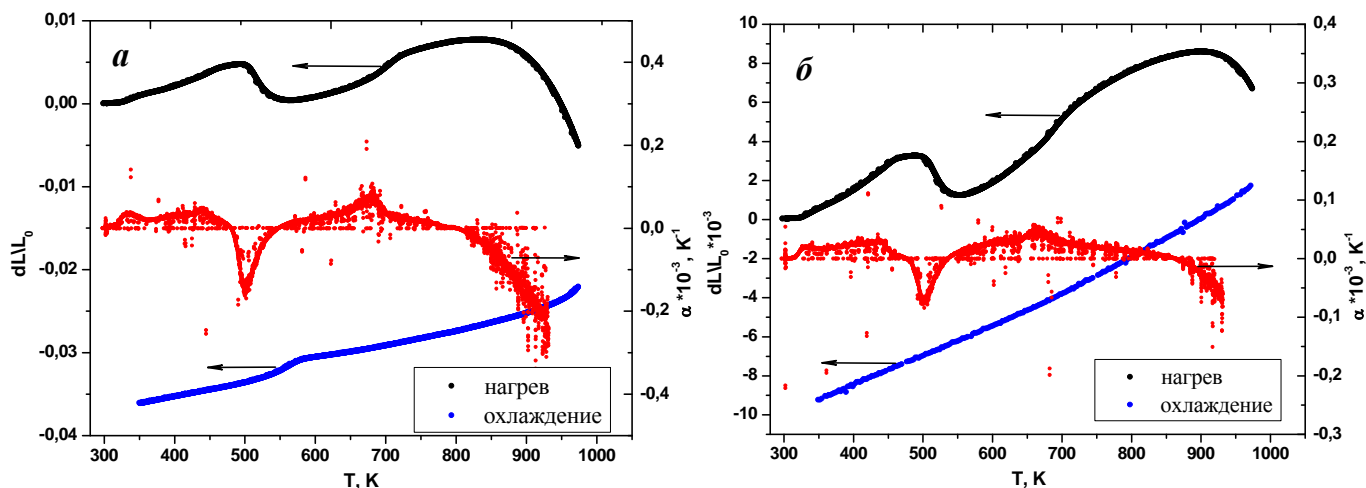 а
0,01
0,00
-0,01
-0,02
-0,03
-0,04
dL\L0
0,4
0,2
0,0
-0,2
-0,4
α *10-3, K-1
нагрев
охлаждение
300 400 500 600 700 800 900 1000
T, K
б
10
8
6
4
2
0
-2
-4
-6
-8
-10
dL\L0 *10-3
0,4
0,3
0,2
0,1
0,0
-0,1
-0,2
-0,3
α *10-3, K-1
нагрев
охлаждение
300 400 500 600 700 800 900 1000
T, K